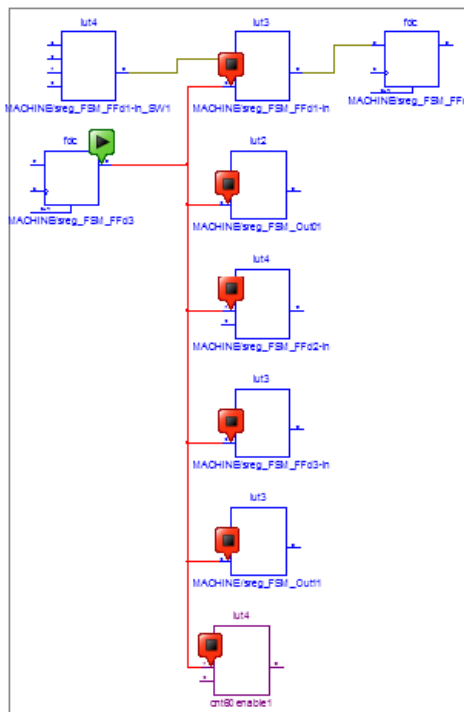 lut4
lut3
fdc
MACHINE/sreg_FSM_FFd1-In_SW1
MACHINE/sreg_FSM_FFd1-In
MACHINE/sreg_FSM_FF
fdc
lut2
MACHINE/sreg_FSM_FFd3
MACHINE/sreg_FSM_Out01
lut4
MACHINE/sreg_FSM_FFd2-In
lut3
MACHINE/sreg_FSM_FFd3-In
lut3
MACHINE/sreg_FSM_Out11
lut4
cnt60enable1